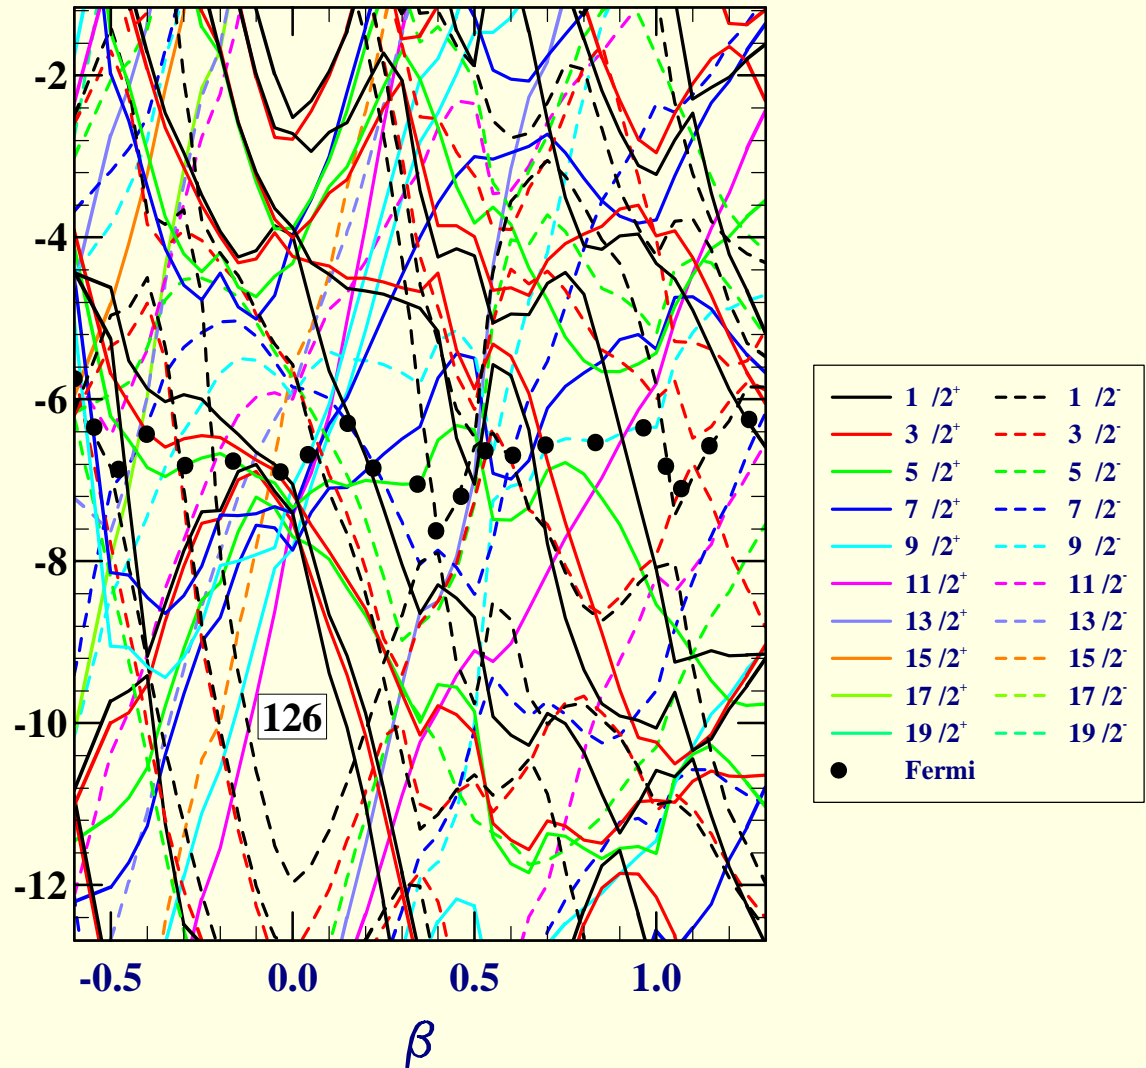 -2
-4
-6
-8
-10
-12
126
-0.5 0.0 0.5 1.0
β
1 /2+ 1 /2-
3 /2+ 3 /2-
5 /2+ 5 /2-
7 /2+ 7 /2-
9 /2+ 9 /2-
11 /2+ 11 /2-
13 /2+ 13 /2-
15 /2+ 15 /2-
17 /2+ 17 /2-
19 /2+ 19 /2-
Fermi